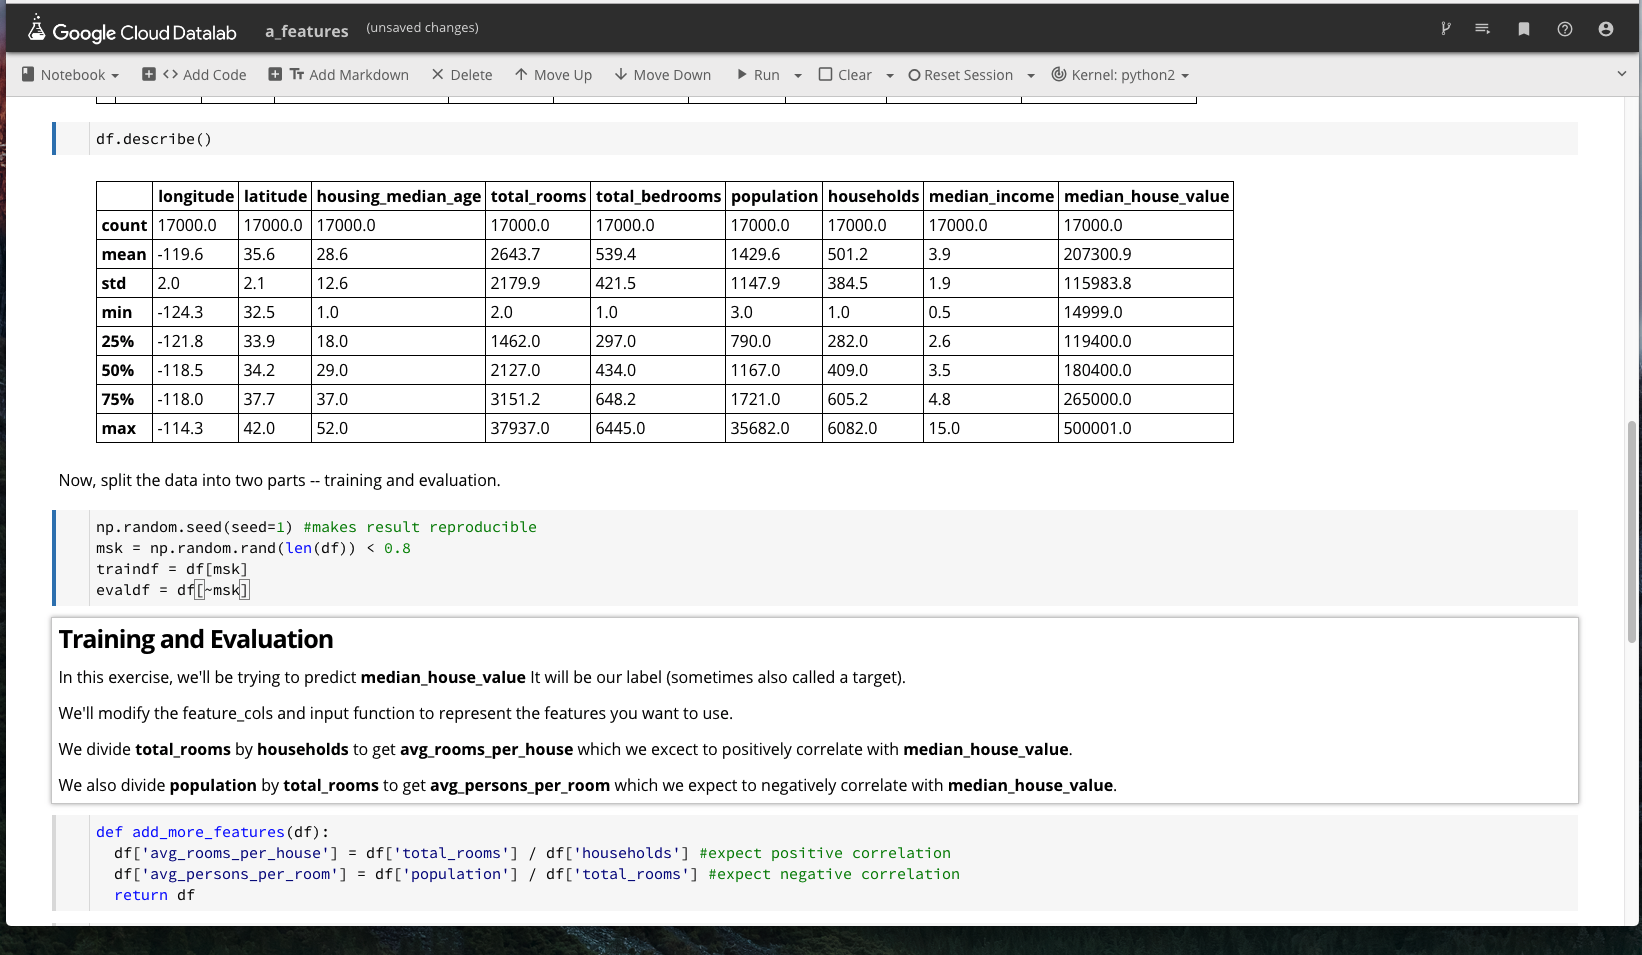 Google Cloud Datalab a_features (unsaved changes)
Notebook Add Code Tr Add Markdown Delete Move Up Move Down Run Clear Reset Session Kernel: python2
df.describe()
longitude latitude housing_median_age total_rooms total_bedrooms population households median_income median_house_value
count 17000.0 17000.0 17000.0 17000.0 17000.0 17000.0 17000.0 17000.0 17000.0
mean -119.6 35.6 28.6 2643.7 539.4 1429.6 501.2 3.9 207300.9
std 2.0 2.1 12.6 2179.9 421.5 1147.9 384.5 1.9 115983.8
min -124.3 32.5 1.0 2.0 1.0 3.0 1.0 0.5 14999.0
25% -121.8 33.9 18.0 1462.0 297.0 790.0 282.0 2.6 119400.0
50% -118.5 34.2 29.0 2127.0 434.0 1167.0 409.0 3.5 180400.0
75% -118.0 37.7 37.0 3151.2 648.2 1721.0 605.2 4.8 265000.0
max -114.3 42.0 52.0 37937.0 6445.0 35682.0 6082.0 15.0 500001.0
Now, split the data into two parts -- training and evaluation.
np.random.seed(seed=1) #makes result reproducible
msk = np.random.rand(len(df)) < 0.8
traindf = df[msk]
evaldf = df[~msk]
Training and Evaluation
In this exercise, we'll be trying to predict median_house_value It will be our label (sometimes also called a target).
We'll modify the feature_cols and input function to represent the features you want to use.
We divide total_rooms by households to get avg_rooms_per_house which we excect to positively correlate with median_house_value.
We also divide population by total_rooms to get avg_persons_per_room which we expect to negatively correlate with median_house_value.
def add_more_features(df):
  df['avg_rooms_per_house'] = df['total_rooms'] / df['households'] #expect positive correlation
  df['avg_persons_per_room'] = df['population'] / df['total_rooms'] #expect negative correlation
  return df